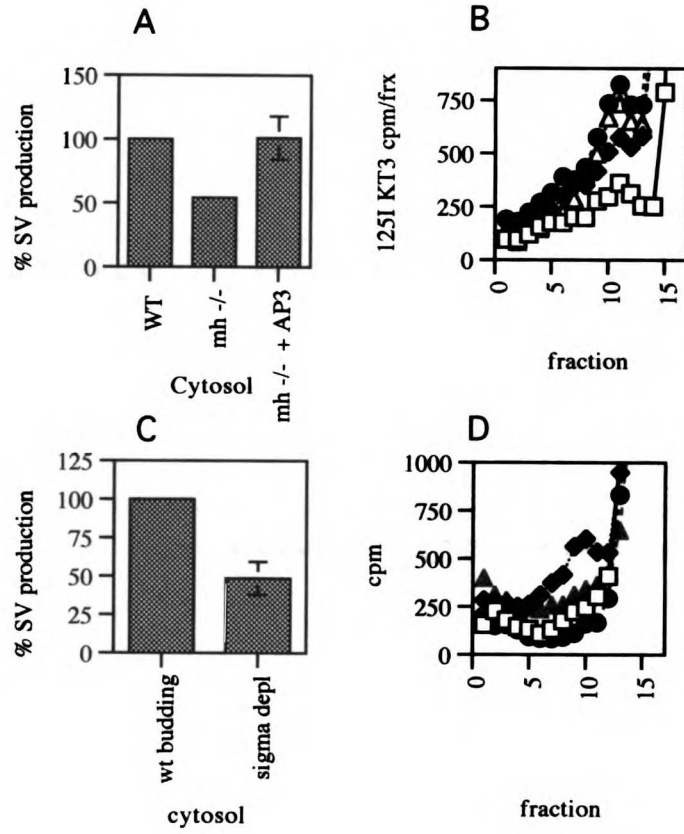 A
% SV production
150
100
50
0
WT
mh -/-
mh -/- + AP3
Cytosol
B
125I KT3 cpm/frx
750
500
250
0
0
5
10
15
fraction
C
% SV production
125
100
75
50
25
0
wt budding
sigma depl
cytosol
D
cpm
1000
750
500
250
0
0
5
10
15
fraction